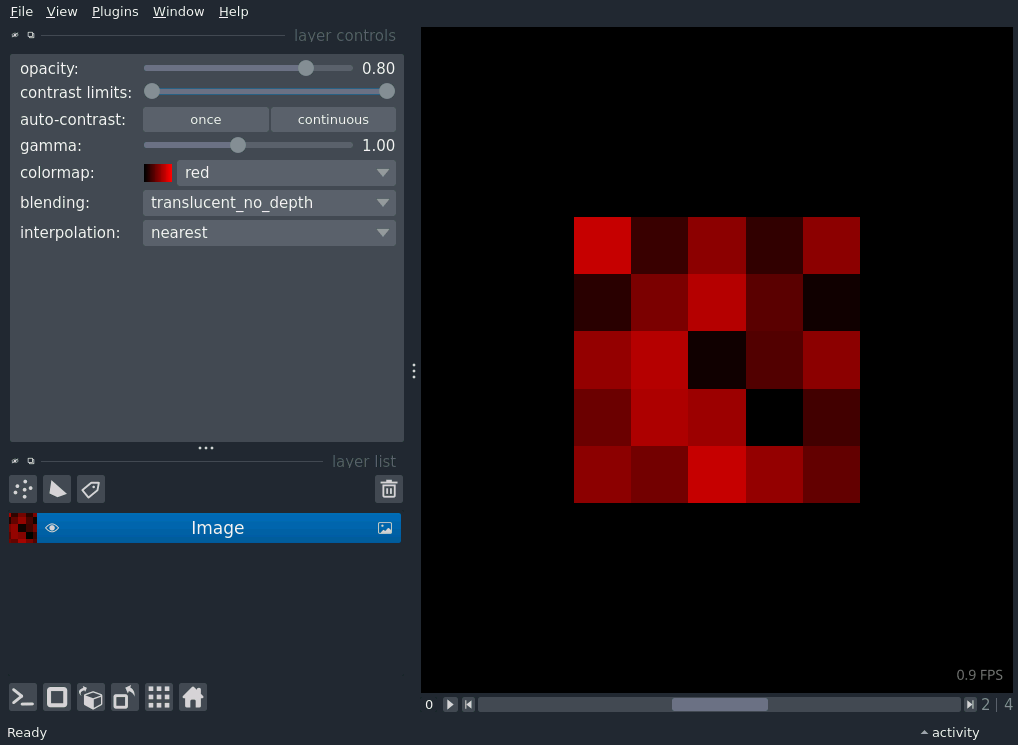 File View Plugins Window Help
layer controls
opacity: 0.80
contrast limits:
auto-contrast: once continuous
gamma: 1.00
colormap: red
blending: translucent_no_depth
interpolation: nearest
layer list
Image
0.9 FPS
0 2 | 4
Ready activity